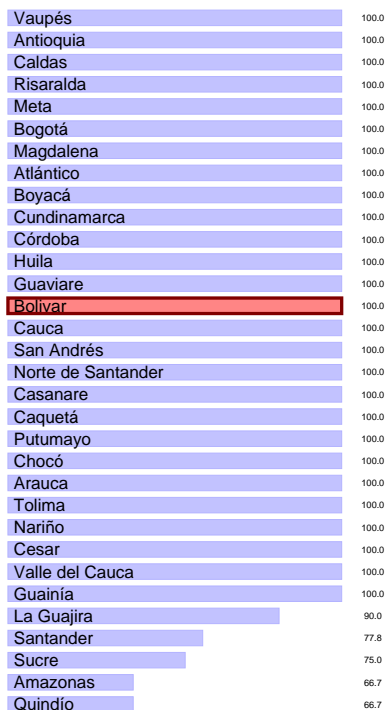 Vaupés 100.0
Antioquia 100.0
Caldas 100.0
Risaralda 100.0
Meta 100.0
Bogotá 100.0
Magdalena 100.0
Atlántico 100.0
Boyacá 100.0
Cundinamarca 100.0
Córdoba 100.0
Huila 100.0
Guaviare 100.0
Bolivar 100.0
Cauca 100.0
San Andrés 100.0
Norte de Santander 100.0
Casanare 100.0
Caquetá 100.0
Putumayo 100.0
Chocó 100.0
Arauca 100.0
Tolima 100.0
Nariño 100.0
Cesar 100.0
Valle del Cauca 100.0
Guainía 100.0
La Guajira 90.0
Santander 77.8
Sucre 75.0
Amazonas 66.7
Quindío 66.7